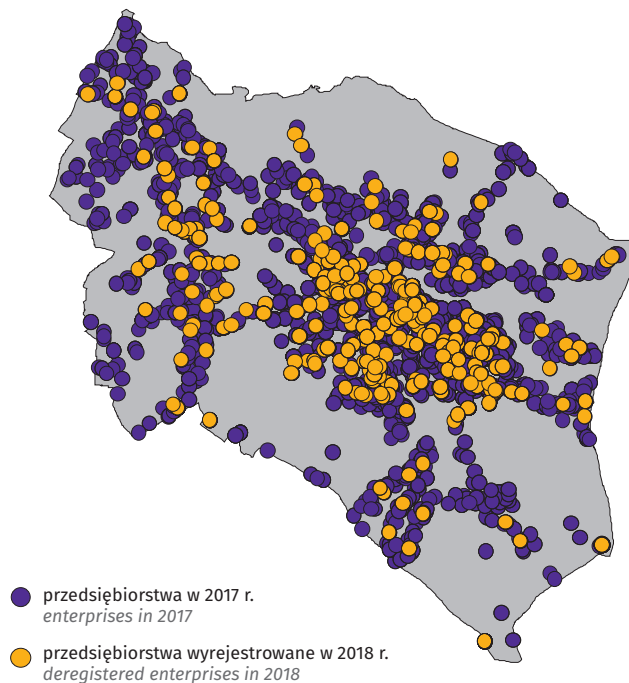 przedsiębiorstwa w 2017 r.
enterprises in 2017
przedsiębiorstwa wyrejestrowane w 2018 r.
deregistered enterprises in 2018